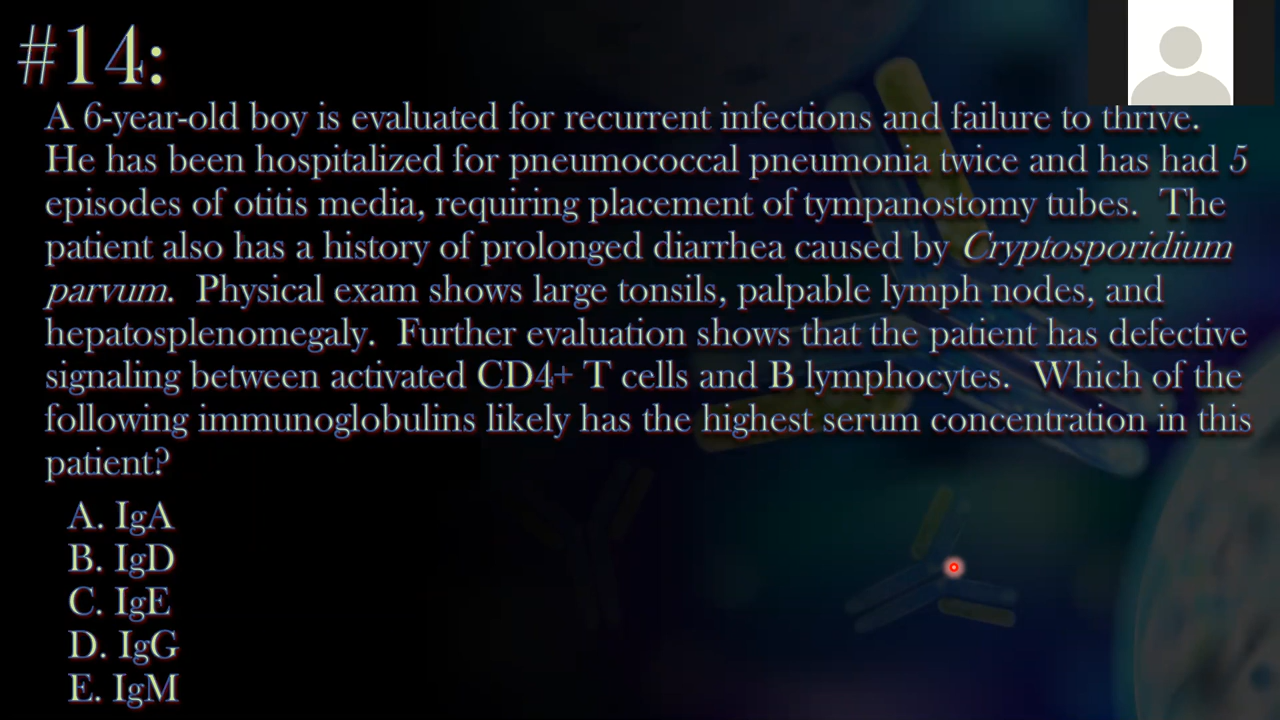 #14:
A 6-year-old boy is evaluated for recurrent infections and failure to thrive.
He has been hospitalized for pneumococcal pneumonia twice and has had 5
episodes of otitis media, requiring placement of tympanostomy tubes. The
patient also has a history of prolonged diarrhea caused by Cryptosporidium
parvum. Physical exam shows large tonsils, palpable lymph nodes, and
hepatosplenomegaly. Further evaluation shows that the patient has defective
signaling between activated CD4+ T cells and B lymphocytes. Which of the
following immunoglobulins likely has the highest serum concentration in this
patient?
A. IgA
B. IgD
C. IgE
D. IgG
E. IgM